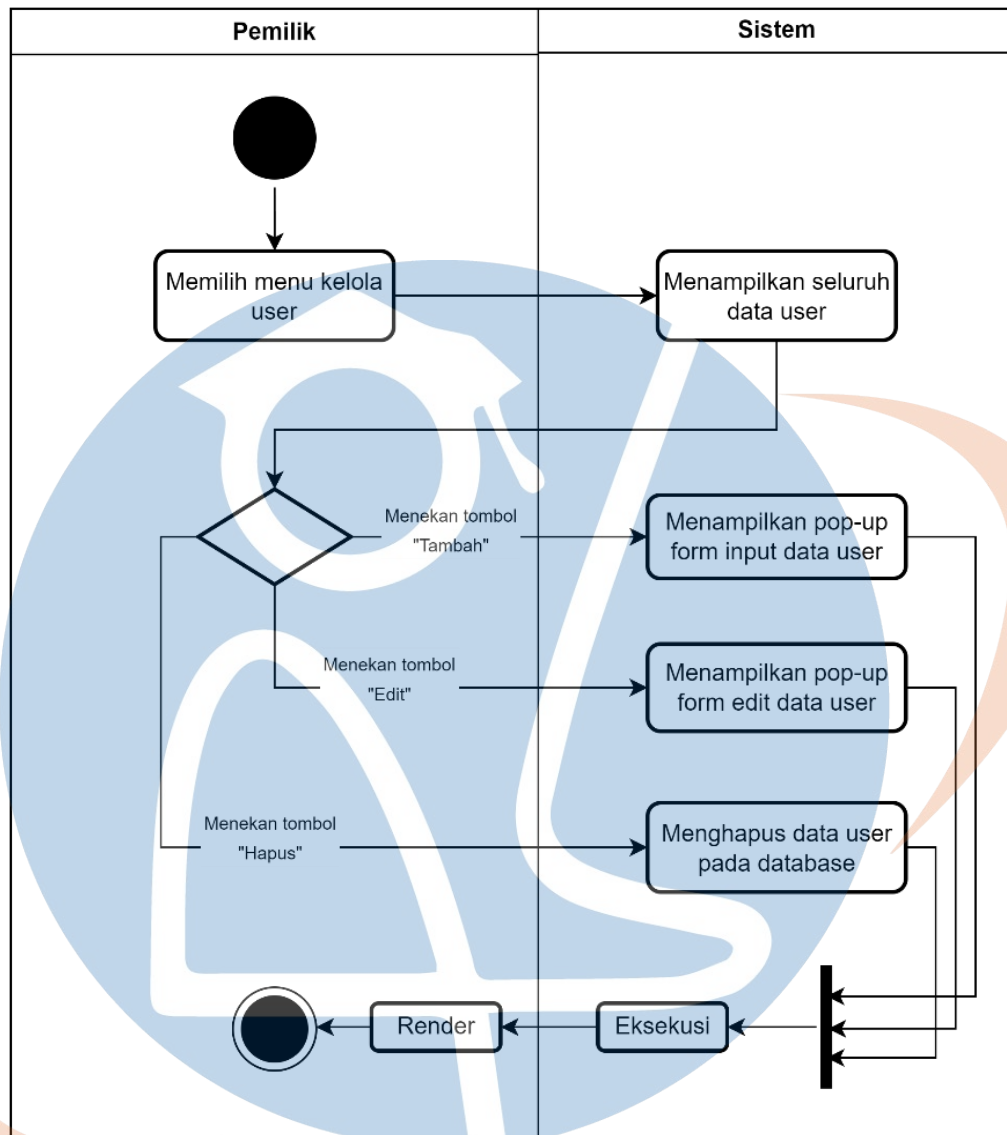 Pemilik
Sistem
Memilih menu kelola
user
Menampilkan seluruh
data user
Menekan tombol
"Tambah"
Menampilkan pop-up
form input data user
Menekan tombol
"Edit"
Menampilkan pop-up
form edit data user
Menekan tombol
"Hapus"
Menghapus data user
pada database
Render
Eksekusi